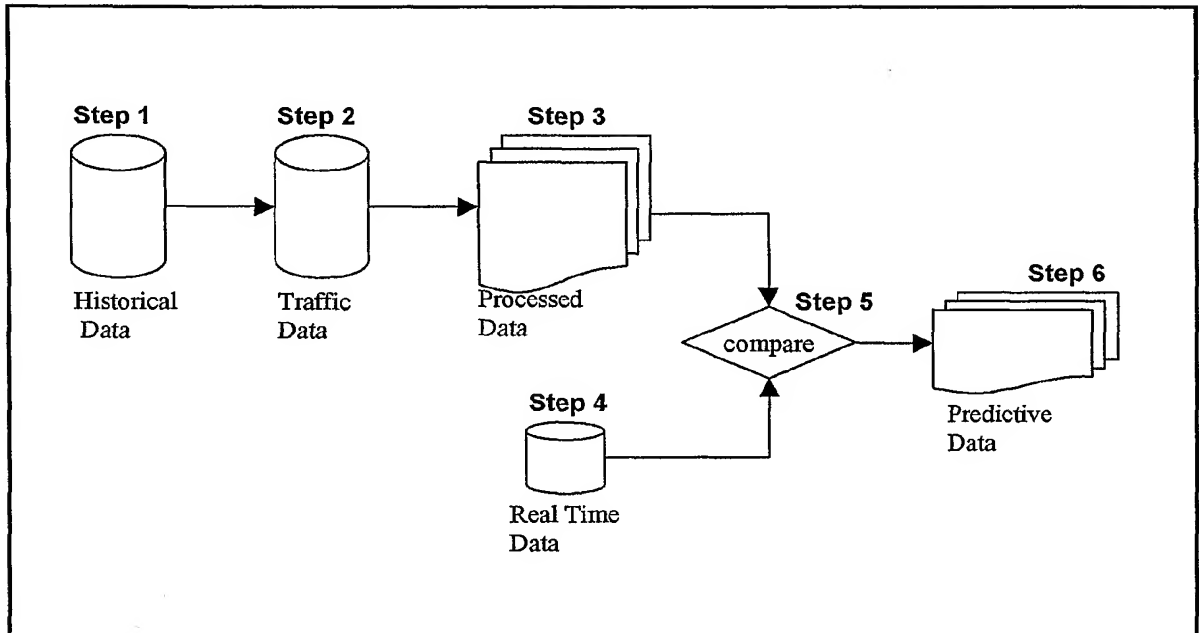 Step 1
Historical
Data
Step 2
Traffic
Data
Step 3
Processed
Data
Step 4
Real Time
Data
Step 5
compare
Step 6
Predictive
Data